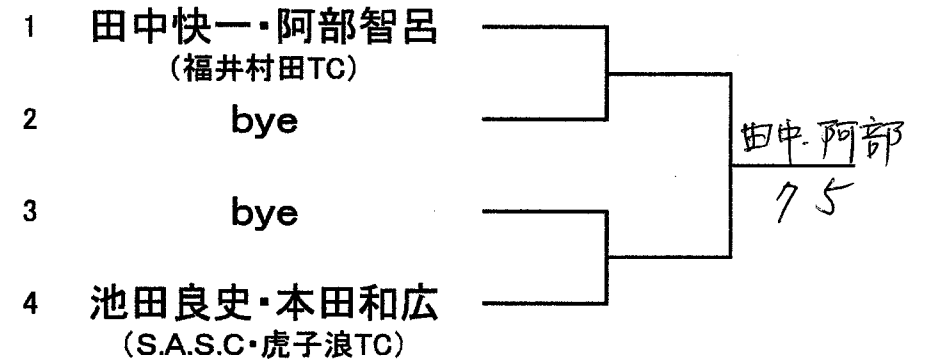 1 田中快一・阿部智呂
(福井村田TC)
2 bye
田中・阿部
7 5
3 bye
4 池田良史・本田和広
(S.A.S.C・虎子浪TC)